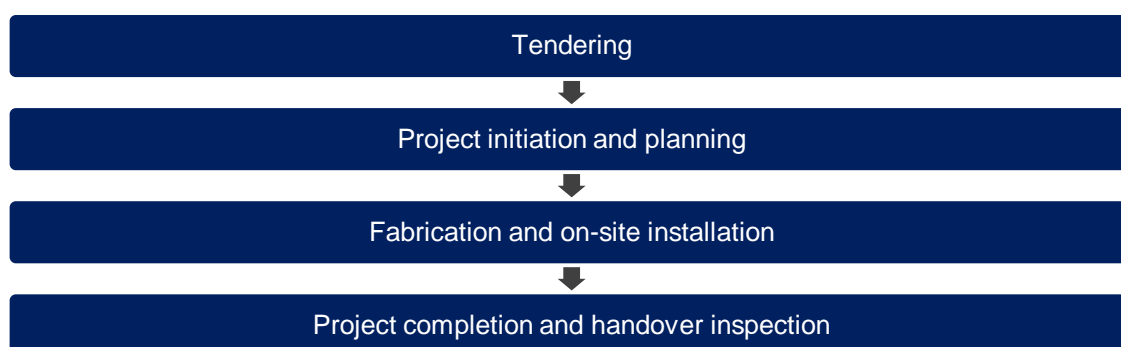 Tendering
Project initiation and planning
Fabrication and on-site installation
Project completion and handover inspection